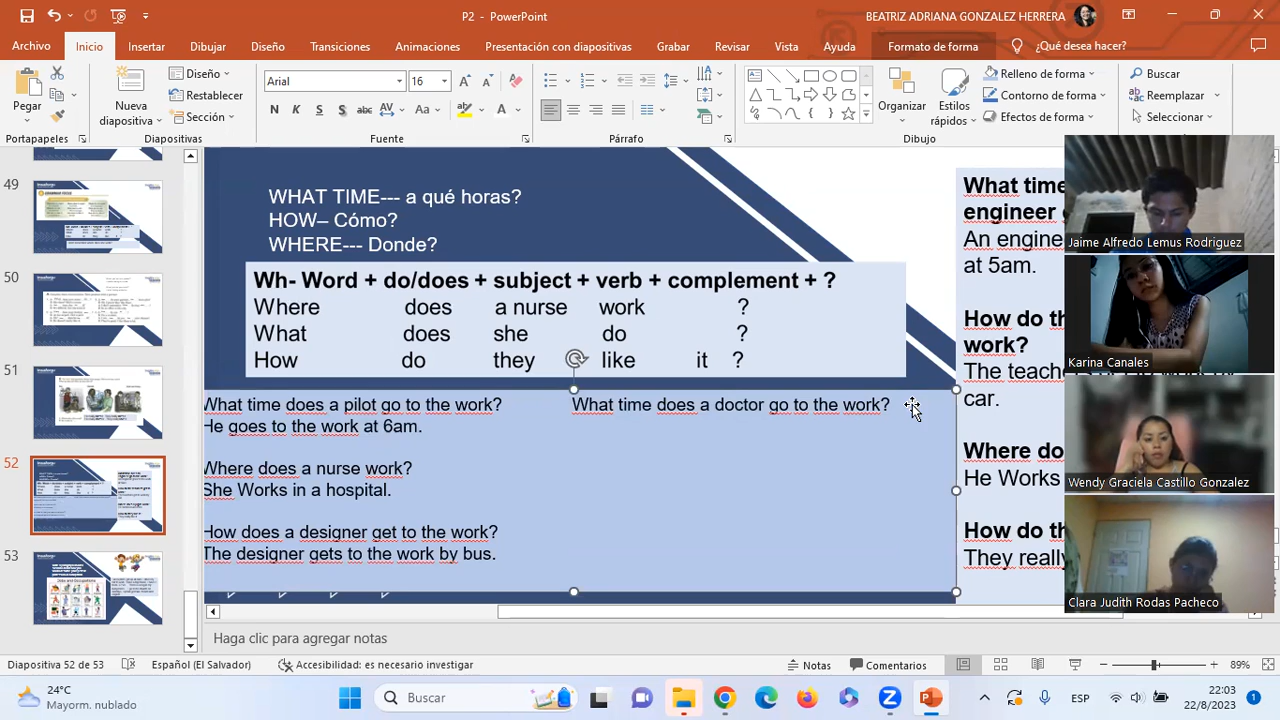 P2 - PowerPoint
BEATRIZ ADRIANA GONZALEZ HERRERA
Archivo Inicio Insertar Dibujar Diseño Transiciones Animaciones Presentación con diapositivas Grabar Revisar Vista Ayuda Formato de forma ¿Qué desea hacer?
Pegar
Portapapeles
Nueva diapositiva
Diseño
Restablecer
Sección
Diapositivas
Arial 16
N K S S abc AV Aa A
Fuente
Párrafo
Organizar
Estilos rápidos
Relleno de forma
Contorno de forma
Efectos de forma
Dibujo
Buscar
Reemplazar
Seleccionar
49
50
51
52
53
WHAT TIME--- a qué horas?
HOW– Cómo?
WHERE--- Donde?
Wh- Word + do/does + subject + verb + complement + ?
Where does a nurse work ?
What does she do ?
How do they like it ?
What time does a pilot go to the work?
He goes to the work at 6am.
Where does a nurse work?
She Works in a hospital.
How does a designer get to the work?
The designer gets to the work by bus.
What time does a doctor go to the work?
What time
engineer
An engine
at 5am.
How do th
work?
The teach
car.
Where do
He Works
How do th
They really
Jaime Alfredo Lemus Rodriguez
Karina Canales
Wendy Graciela Castillo Gonzalez
Clara Judith Rodas Pacheco
Haga clic para agregar notas
Diapositiva 52 de 53 Español (El Salvador) Accesibilidad: es necesario investigar Notas Comentarios 89%
24°C
Mayorm. nublado
Buscar
ESP
22:03
22/8/2023
1